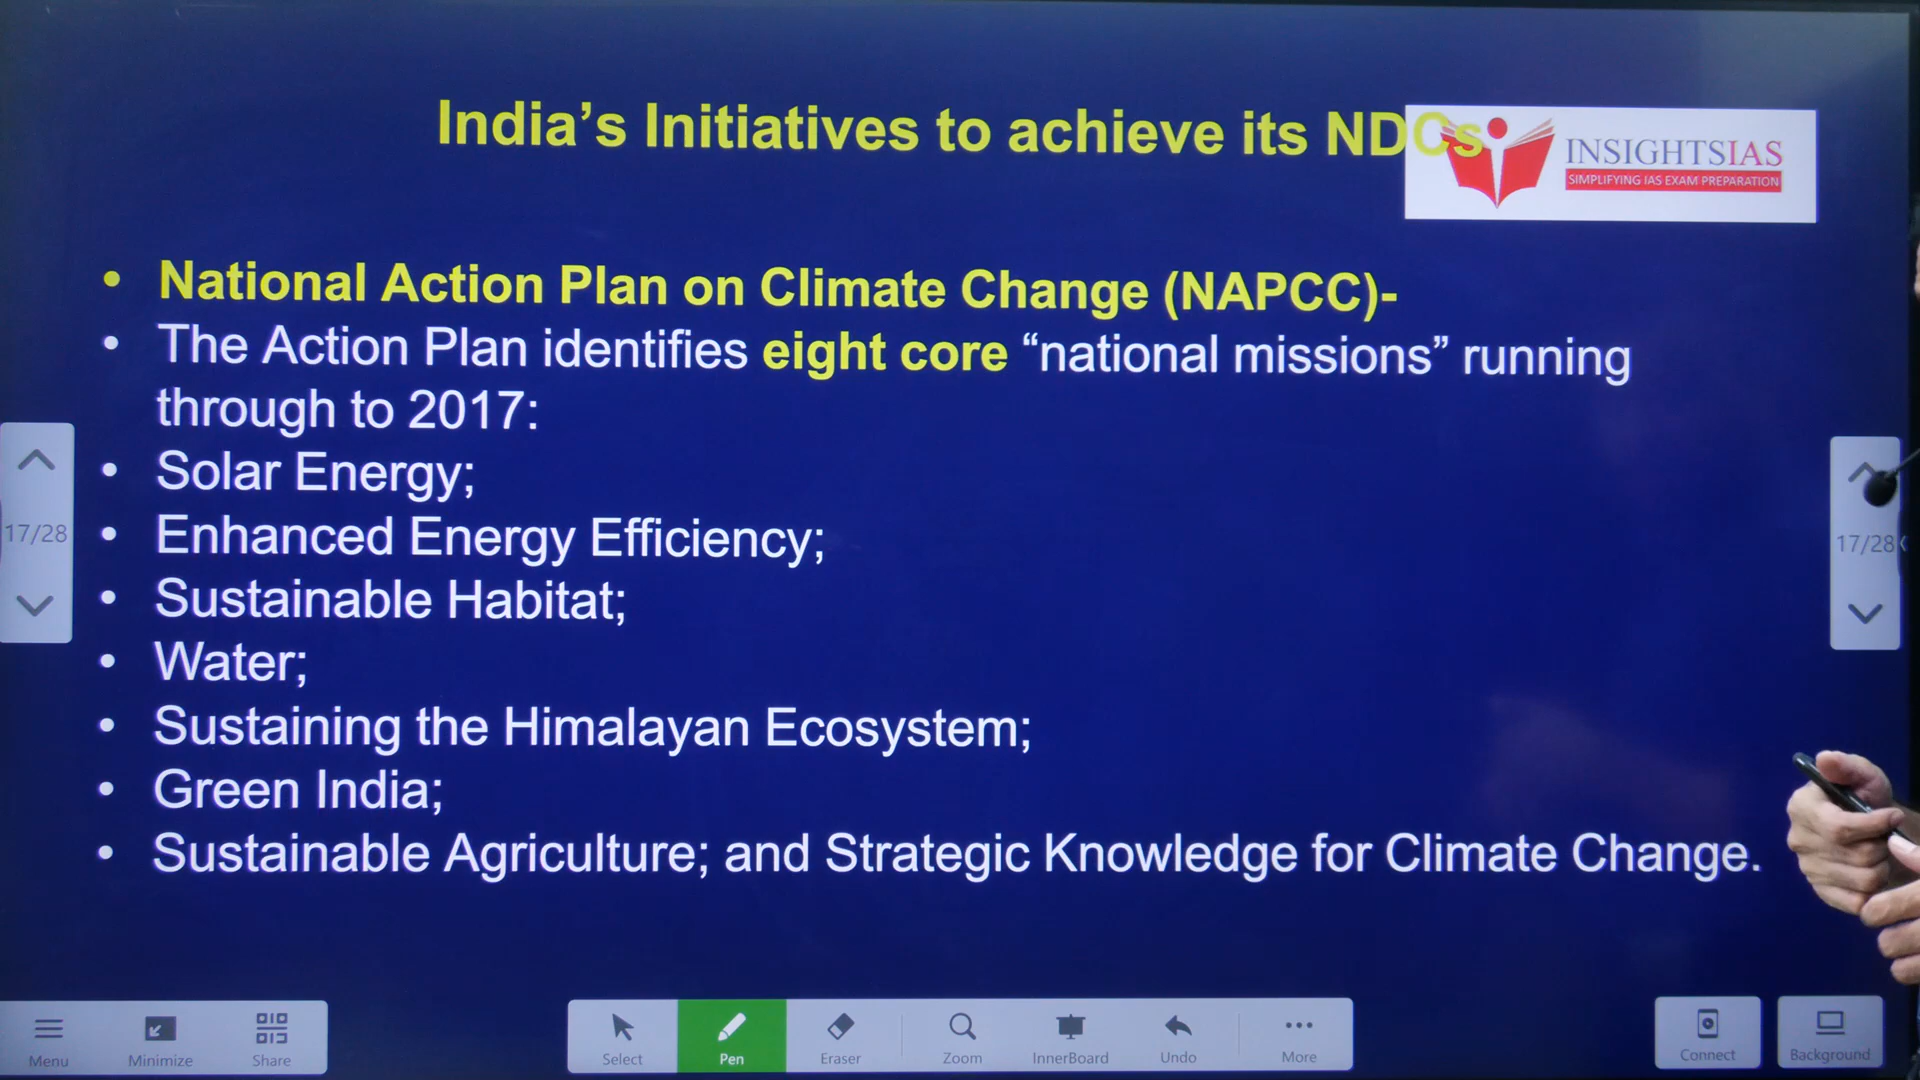 India's Initiatives to achieve its NDCs
INSIGHTSIAS
SIMPLIFYING IAS EXAM PREPARATION
• National Action Plan on Climate Change (NAPCC)-
• The Action Plan identifies eight core “national missions” running
through to 2017:
• Solar Energy;
• Enhanced Energy Efficiency;
• Sustainable Habitat;
• Water;
• Sustaining the Himalayan Ecosystem;
• Green India;
• Sustainable Agriculture; and Strategic Knowledge for Climate Change.
17/28
17/28
Menu
Minimize
Share
Select
Pen
Eraser
Zoom
InnerBoard
Undo
More
Connect
Background